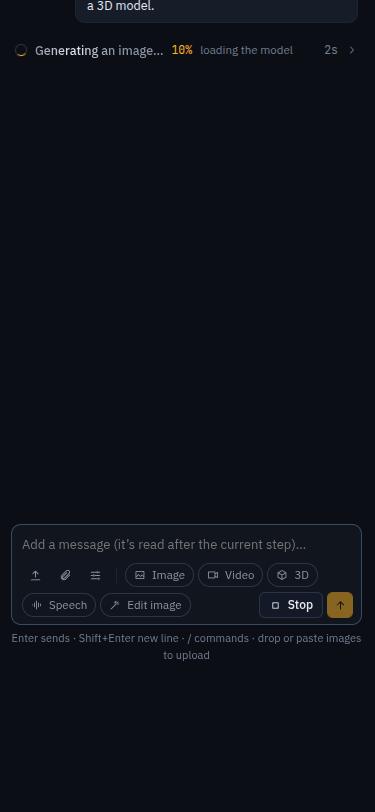 a 3D model.
Generating an image... 10% loading the model 2s
Add a message (it's read after the current step)...
Image Video 3D
Speech Edit image Stop
Enter sends · Shift+Enter new line · / commands · drop or paste images
to upload